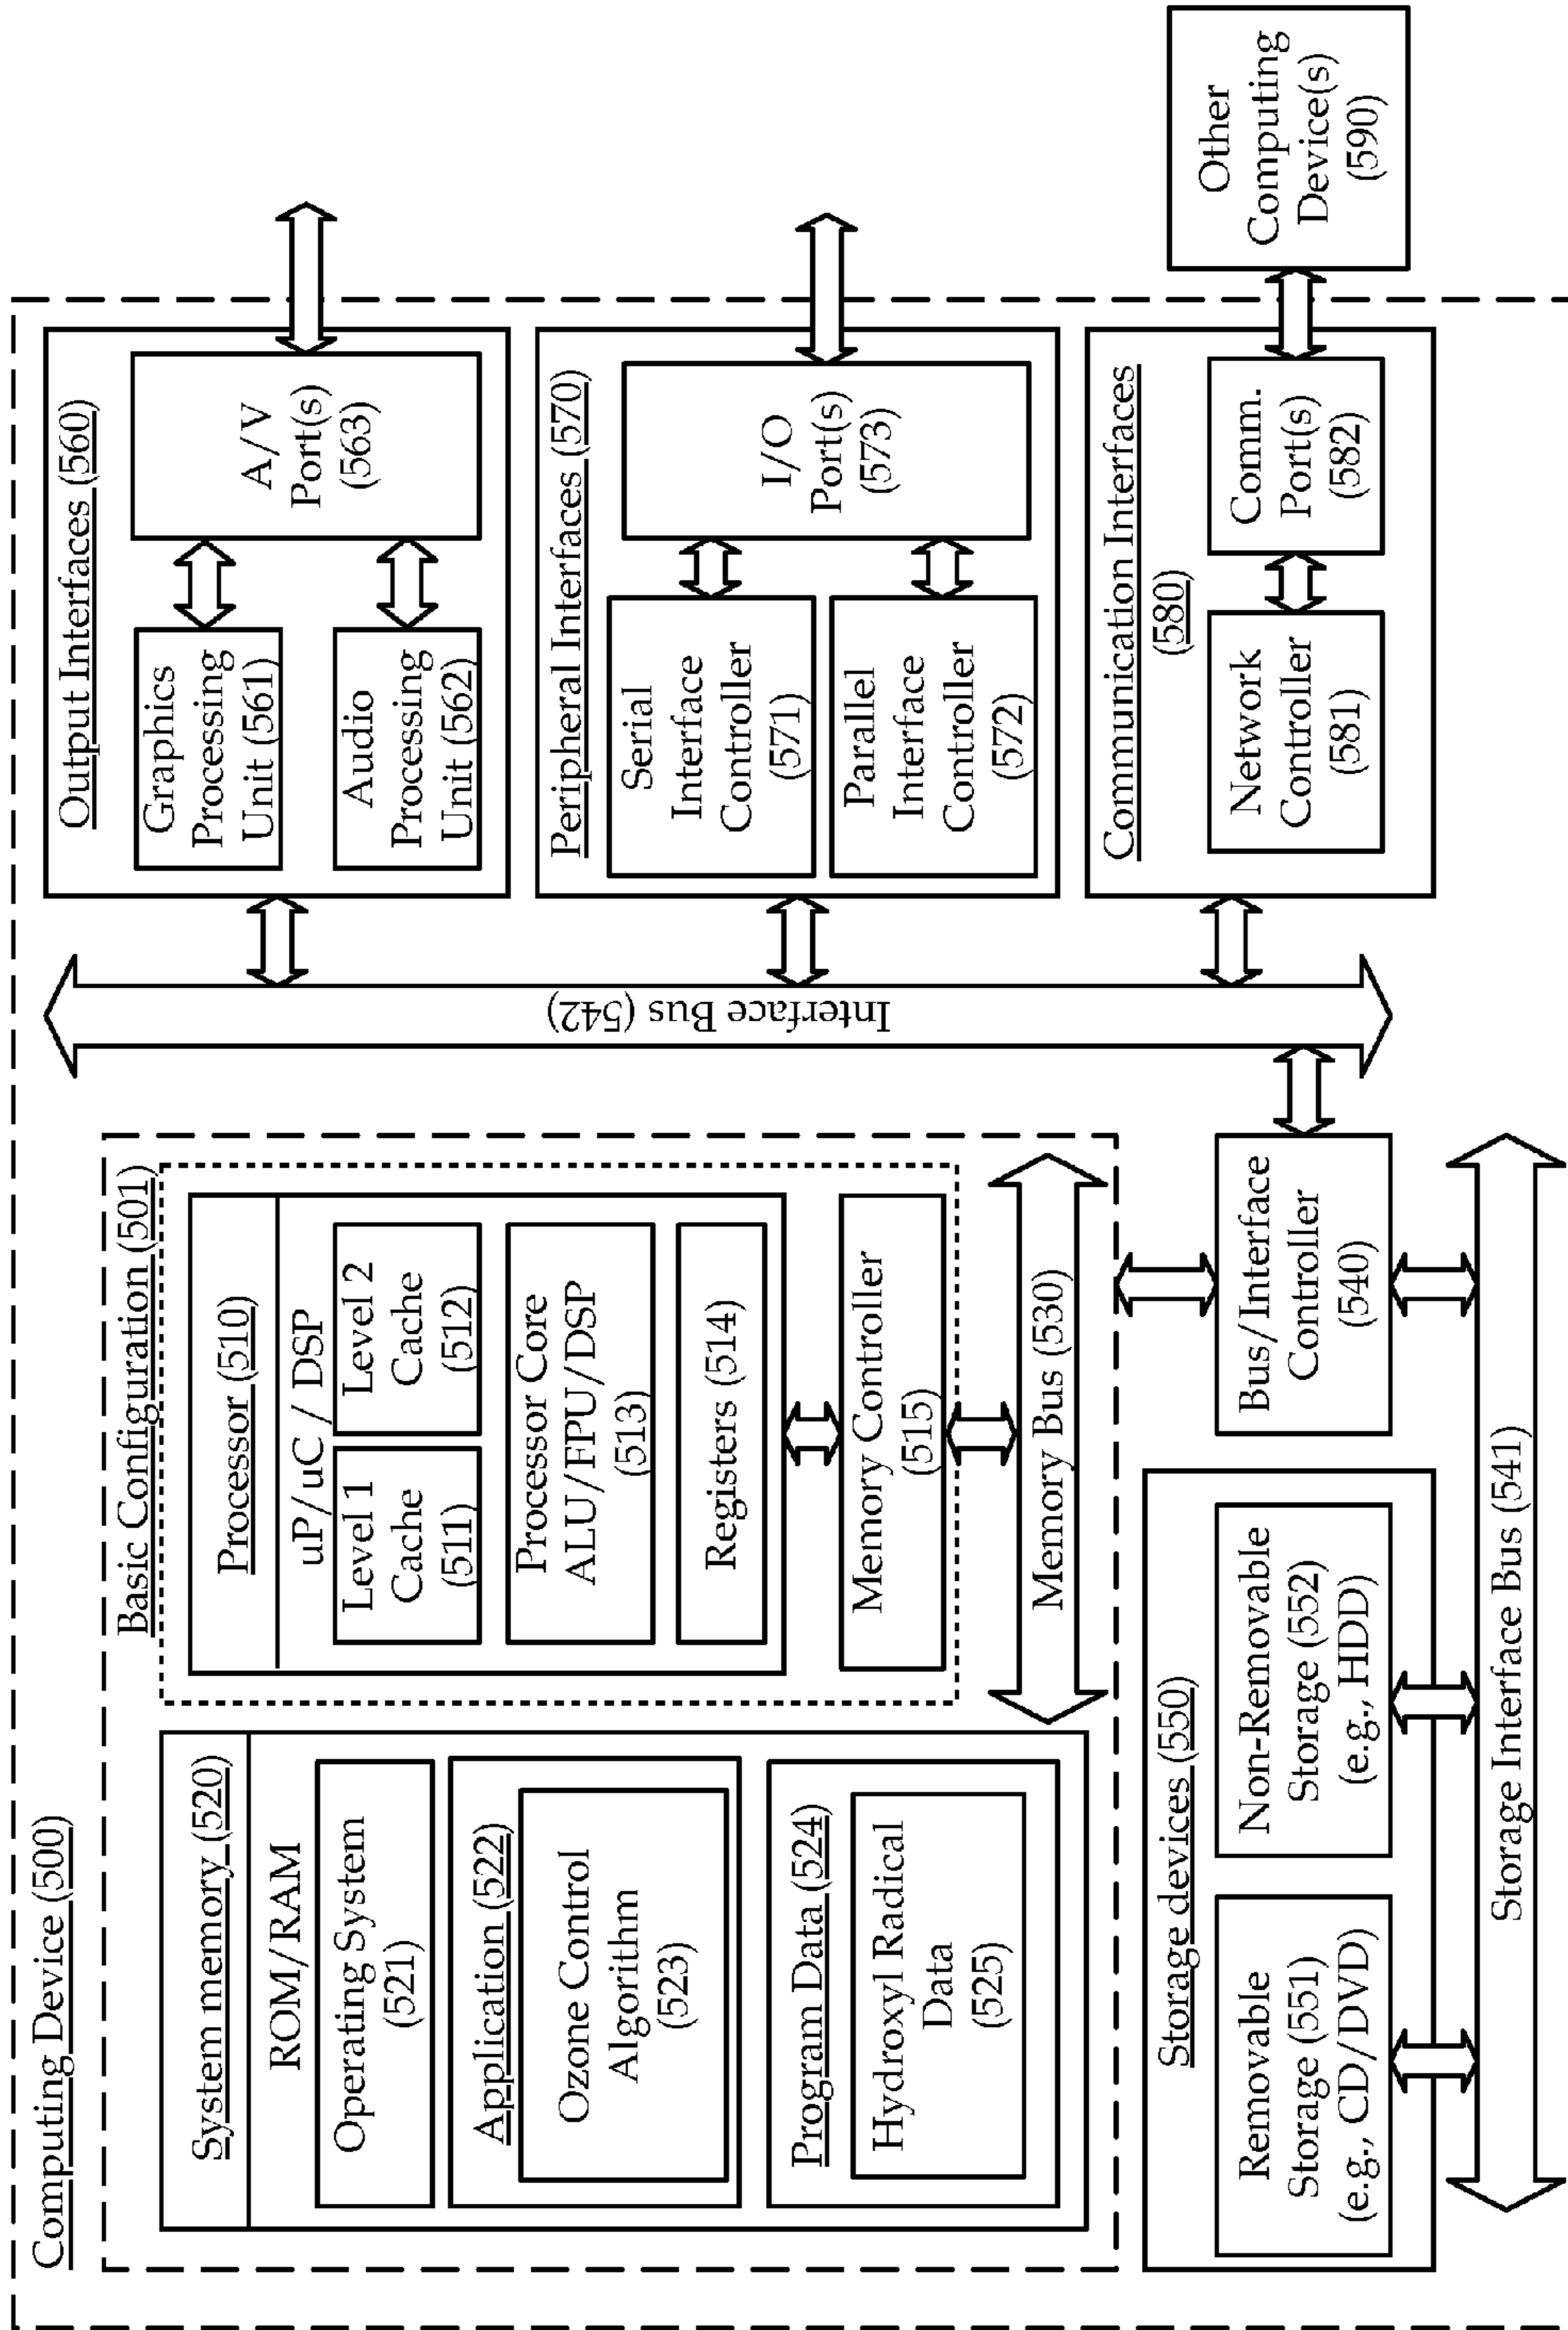 Computing Device (500)
Basic Configuration (501)
System memory (520)
ROM/RAM
Operating System
(521)
Application (522)
Ozone Control
Algorithm
(523)
Program Data (524)
Hydroxyl Radical
Data
(525)
Processor (510)
uP/uC / DSP
Level 1
Cache
(511)
Level 2
Cache
(512)
Processor Core
ALU/FPU/DSP
(513)
Registers (514)
Memory Controller
(515)
Memory Bus (530)
Bus/Interface
Controller
(540)
Storage devices (550)
Removable
Storage (551)
(e.g., CD/DVD)
Non-Removable
Storage (552)
(e.g., HDD)
Storage Interface Bus (541)
Interface Bus (542)
Output Interfaces (560)
Graphics
Processing
Unit (561)
Audio
Processing
Unit (562)
A/V
Port(s)
(563)
Peripheral Interfaces (570)
Serial
Interface
Controller
(571)
Parallel
Interface
Controller
(572)
I/O
Port(s)
(573)
Communication Interfaces
(580)
Network
Controller
(581)
Comm.
Port(s)
(582)
Other
Computing
Device(s)
(590)